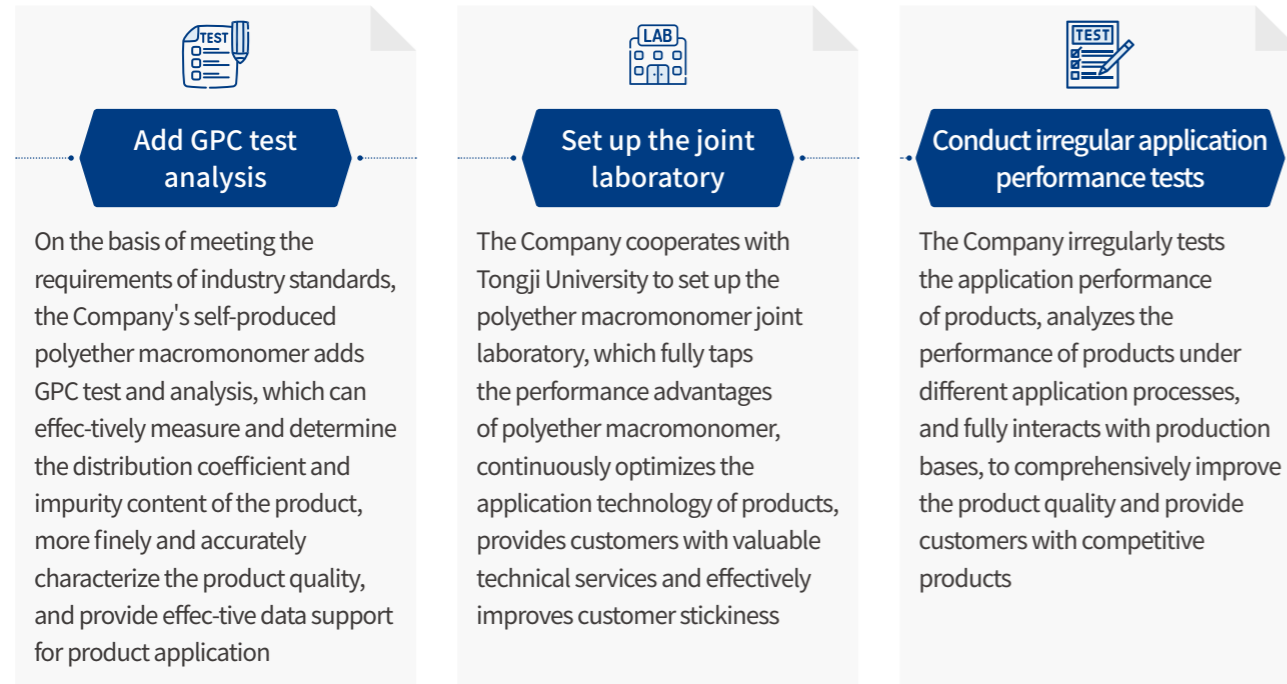 TEST
Add GPC test
analysis
On the basis of meeting the
requirements of industry standards,
the Company's self-produced
polyether macromonomer adds
GPC test and analysis, which can
effec-tively measure and determine
the distribution coefficient and
impurity content of the product,
more finely and accurately
characterize the product quality,
and provide effec-tive data support
for product application
LAB
Set up the joint
laboratory
The Company cooperates with
Tongji University to set up the
polyether macromonomer joint
laboratory, which fully taps
the performance advantages
of polyether macromonomer,
continuously optimizes the
application technology of products,
provides customers with valuable
technical services and effectively
improves customer stickiness
TEST
Conduct irregular application
performance tests
The Company irregularly tests
the application performance
of products, analyzes the
performance of products under
different application processes,
and fully interacts with production
bases, to comprehensively improve
the product quality and provide
customers with competitive
products